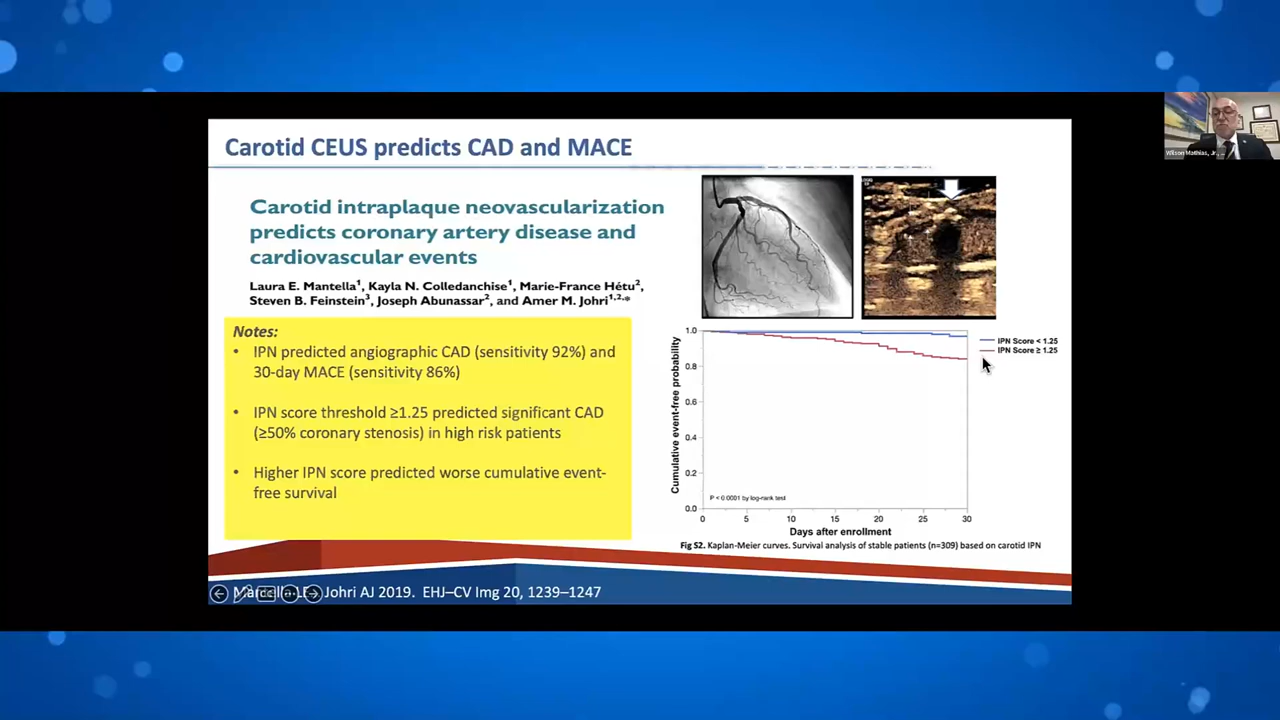 Carotid CEUS predicts CAD and MACE
Carotid intraplaque neovascularization
predicts coronary artery disease and
cardiovascular events
Laura E. Mantella¹, Kayla N. Colledanchise¹, Marie-France Hétu²,
Steven B. Feinstein³, Joseph Abunassar², and Amer M. Johri¹,²,*
Notes:
• IPN predicted angiographic CAD (sensitivity 92%) and
30-day MACE (sensitivity 86%)
• IPN score threshold ≥1.25 predicted significant CAD
(≥50% coronary stenosis) in high risk patients
• Higher IPN score predicted worse cumulative event-
free survival
Cumulative event-free probability
1.0
0.8
0.6
0.4
0.2
0.0
P < 0.0001 by log-rank test
0 5 10 15 20 25 30
Days after enrollment
IPN Score < 1.25
IPN Score ≥ 1.25
Fig S2. Kaplan-Meier curves. Survival analysis of stable patients (n=309) based on carotid IPN
Johri AJ 2019. EHJ–CV Img 20, 1239–1247
Wilson Mathias, Jr., ...